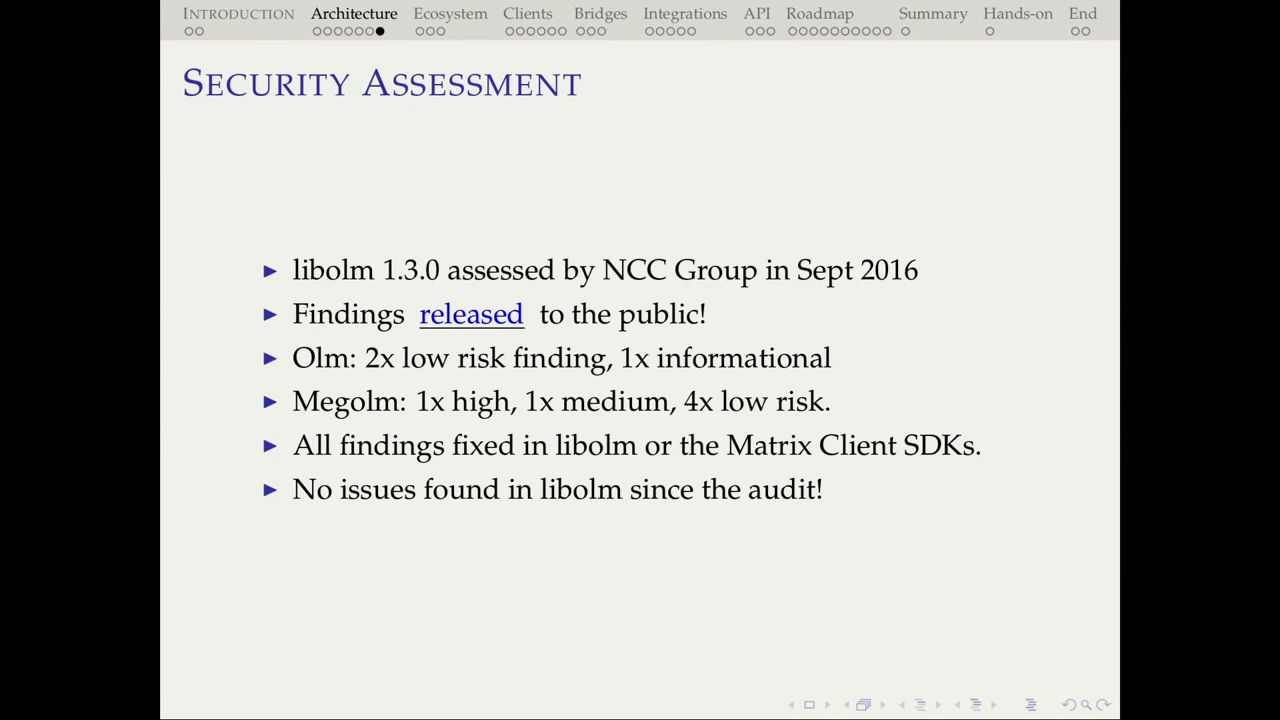 INTRODUCTION Architecture Ecosystem Clients Bridges Integrations API Roadmap Summary Hands-on End
SECURITY ASSESSMENT
libolm 1.3.0 assessed by NCC Group in Sept 2016
Findings released to the public!
Olm: 2x low risk finding, 1x informational
Megolm: 1x high, 1x medium, 4x low risk.
All findings fixed in libolm or the Matrix Client SDKs.
No issues found in libolm since the audit!